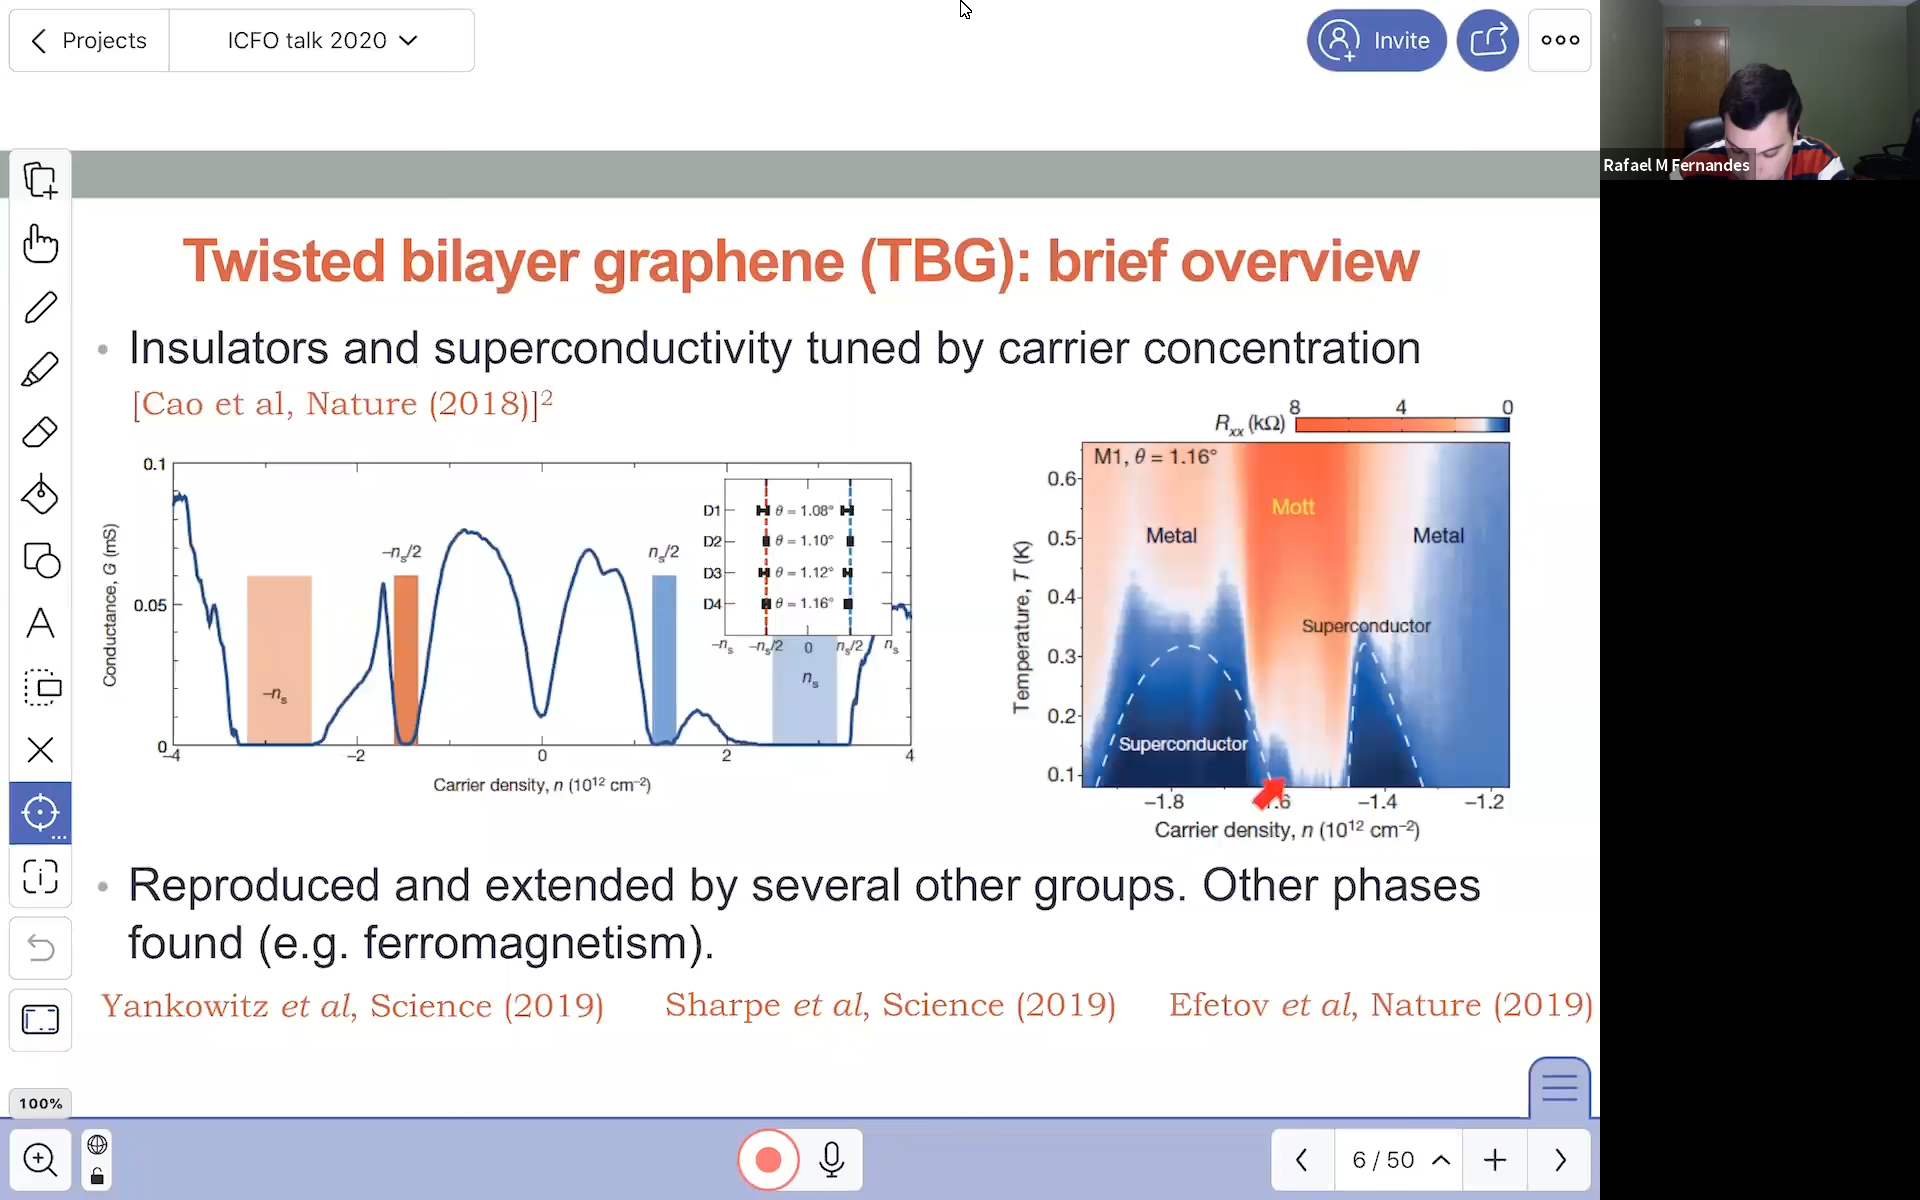 Projects
ICFO talk 2020
Invite
Rafael M Fernandes
Twisted bilayer graphene (TBG): brief overview
• Insulators and superconductivity tuned by carrier concentration
[Cao et al, Nature (2018)]²
0.1
0.05
0
Conductance, G (mS)
−4
−2
0
2
4
Carrier density, n (10¹² cm⁻²)
−nₛ
−nₛ/2
nₛ/2
nₛ
D1 θ = 1.08°
D2 θ = 1.10°
D3 θ = 1.12°
D4 θ = 1.16°
−nₛ −nₛ/2 0 nₛ/2 nₛ
Rₓₓ (kΩ)
8 4 0
M1, θ = 1.16°
Mott
Metal
Metal
Superconductor
Superconductor
0.6
0.5
0.4
0.3
0.2
0.1
Temperature, T (K)
−1.8 .6 −1.4 −1.2
Carrier density, n (10¹² cm⁻²)
• Reproduced and extended by several other groups. Other phases
found (e.g. ferromagnetism).
Yankowitz et al, Science (2019) Sharpe et al, Science (2019) Efetov et al, Nature (2019)
100%
6 / 50